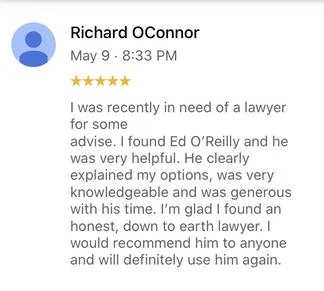 Richard OConnor
May 9 · 8:33 PM
I was recently in need of a lawyer
for some
advise. I found Ed O’Reilly and he
was very helpful. He clearly
explained my options, was very
knowledgeable and was generous
with his time. I’m glad I found an
honest, down to earth lawyer. I
would recommend him to anyone
and will definitely use him again.